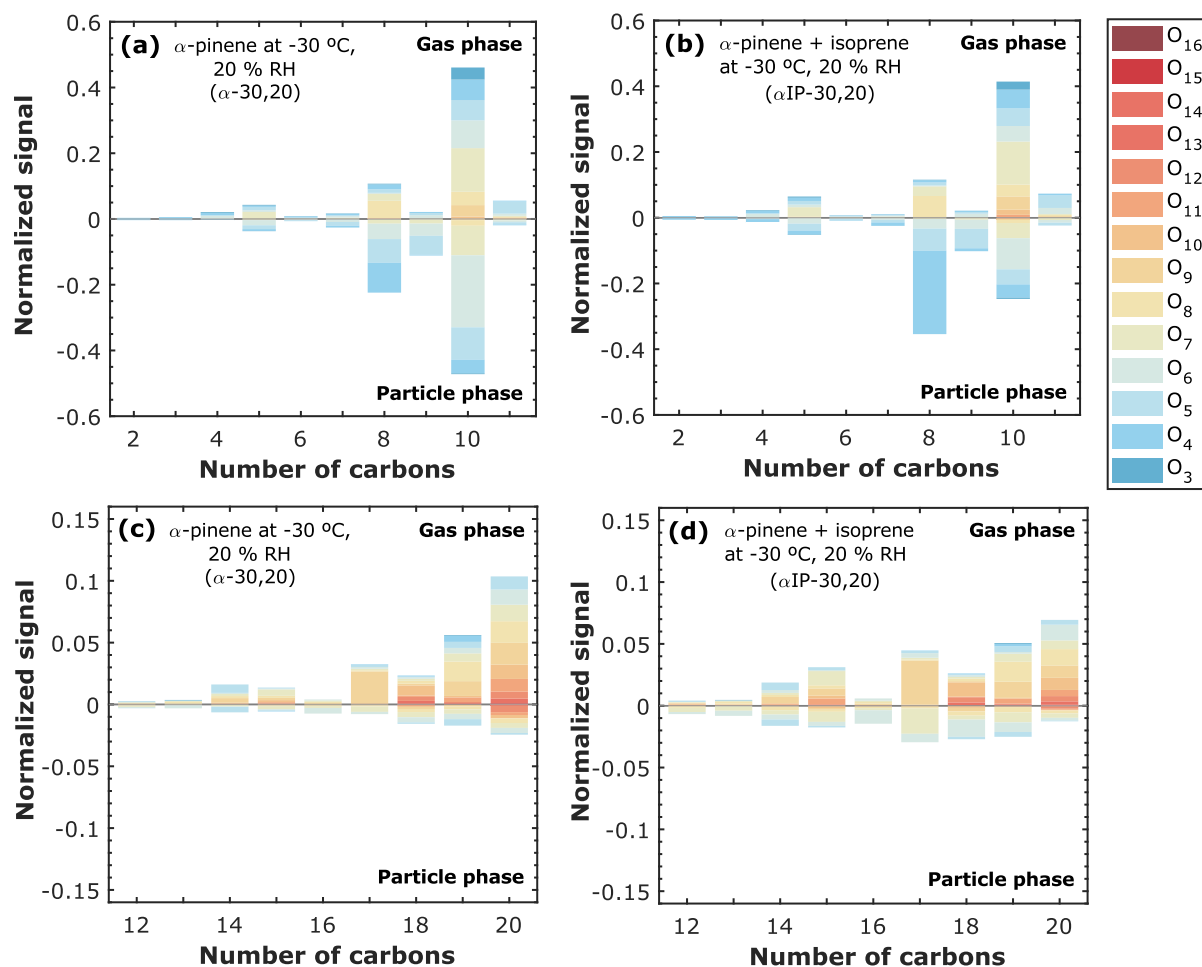 (a) α-pinene at -30 ºC,
20 % RH
(α-30,20)
Gas phase
0.6
0.4
0.2
0
-0.2
-0.4
-0.6
Normalized signal
Particle phase
2 4 6 8 10
Number of carbons
(b) α-pinene + isoprene
at -30 ºC, 20 % RH
(αIP-30,20)
Gas phase
0.6
0.4
0.2
0
-0.2
-0.4
-0.6
Normalized signal
Particle phase
2 4 6 8 10
Number of carbons
O16
O15
O14
O13
O12
O11
O10
O9
O8
O7
O6
O5
O4
O3
(c) α-pinene at -30 ºC,
20 % RH
(α-30,20)
Gas phase
0.15
0.1
0.05
0
-0.05
-0.1
-0.15
Normalized signal
Particle phase
12 14 16 18 20
Number of carbons
(d) α-pinene + isoprene
at -30 ºC, 20 % RH
(αIP-30,20)
Gas phase
0.15
0.1
0.05
0
-0.05
-0.1
-0.15
Normalized signal
Particle phase
12 14 16 18 20
Number of carbons